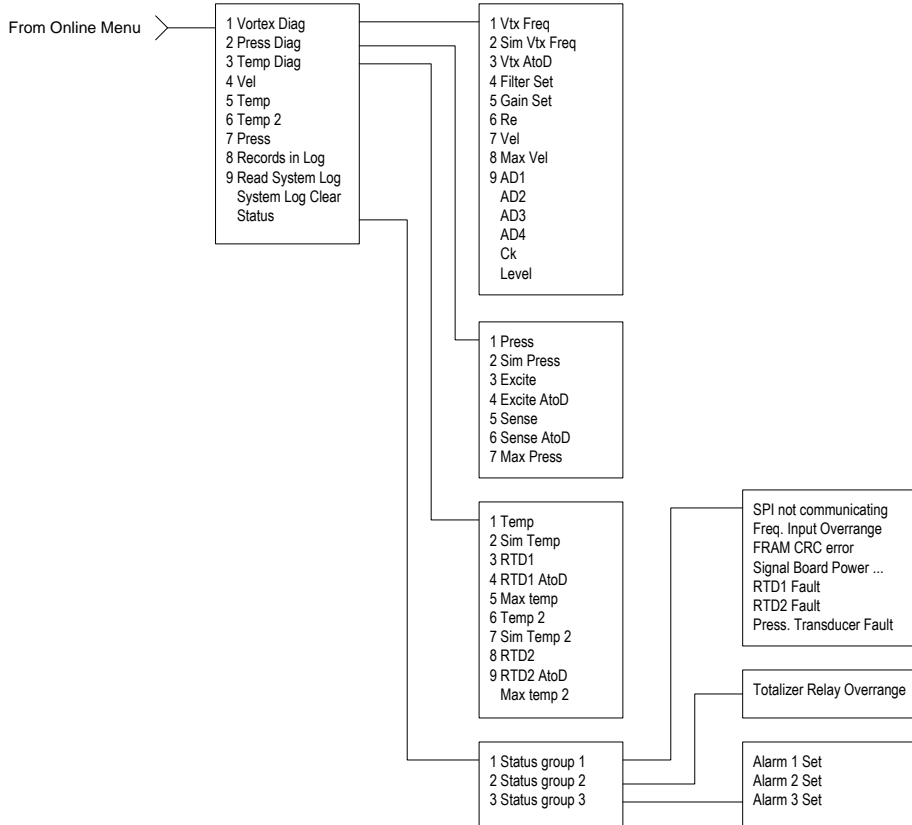 From Online Menu
1 Vortex Diag
2 Press Diag
3 Temp Diag
4 Vel
5 Temp
6 Temp 2
7 Press
8 Records in Log
9 Read System Log
System Log Clear
Status
1 Vtx Freq
2 Sim Vtx Freq
3 Vtx AtoD
4 Filter Set
5 Gain Set
6 Re
7 Vel
8 Max Vel
9 AD1
AD2
AD3
AD4
Ck
Level
1 Press
2 Sim Press
3 Excite
4 Excite AtoD
5 Sense
6 Sense AtoD
7 Max Press
1 Temp
2 Sim Temp
3 RTD1
4 RTD1 AtoD
5 Max temp
6 Temp 2
7 Sim Temp 2
8 RTD2
9 RTD2 AtoD
Max temp 2
1 Status group 1
2 Status group 2
3 Status group 3
SPI not communicating
Freq. Input Overrange
FRAM CRC error
Signal Board Power ...
RTD1 Fault
RTD2 Fault
Press. Transducer Fault
Totalizer Relay Overrange
Alarm 1 Set
Alarm 2 Set
Alarm 3 Set